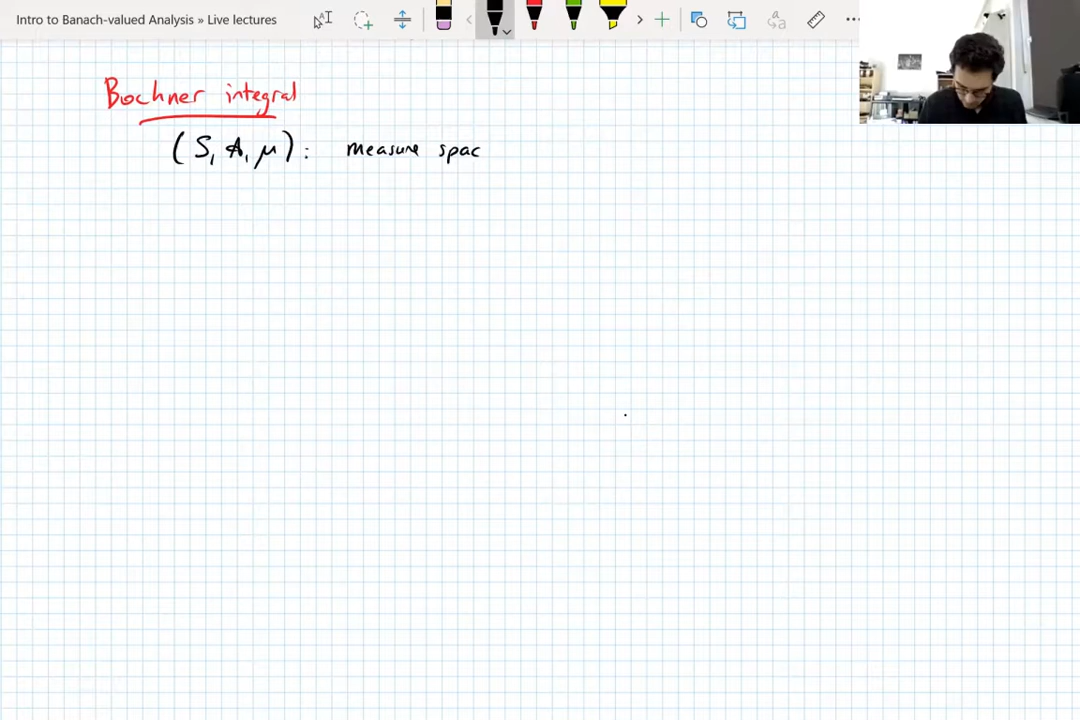 Intro to Banach-valued Analysis » Live lectures
Bochner integral
(S, A, μ): measure spac